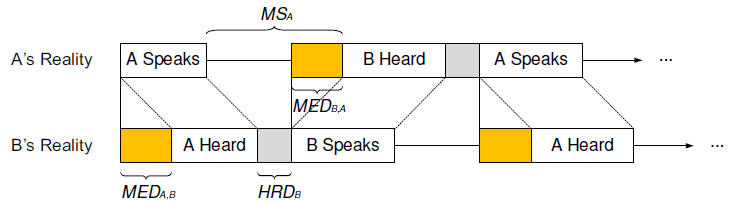 MSA
A's Reality A Speaks B Heard A Speaks ...
MEDB,A
B's Reality A Heard B Speaks A Heard ...
MEDA,B HRDB